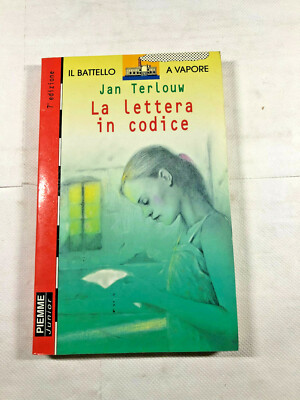 IL BATTELLO A VAPORE
Jan Terlouw
La lettera
in codice
7ª edizione
PIEMME
Junior